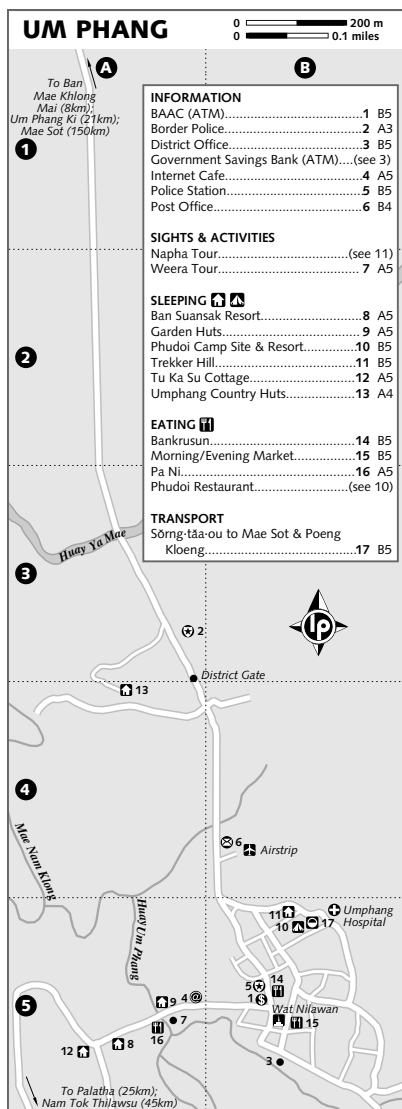 UM PHANG
0 200 m
0 0.1 miles
A
B
To Ban
Mae Khlong
Mai (8km);
Um Phang Ki (21km);
Mae Sot (150km)
1
INFORMATION
BAAC (ATM)....................................1 B5
Border Police..................................2 A3
District Office..................................3 B5
Government Savings Bank (ATM)....(see 3)
Internet Cafe..................................4 A5
Police Station..................................5 B5
Post Office......................................6 B4
SIGHTS & ACTIVITIES
Napha Tour................................(see 11)
Weera Tour.....................................7 A5
SLEEPING
Ban Suansak Resort.........................8 A5
Garden Huts....................................9 A5
Phudoi Camp Site & Resort...........10 B5
Trekker Hill...................................11 B5
Tu Ka Su Cottage..........................12 A5
Umphang Country Huts................13 A4
EATING
Bankrusun....................................14 B5
Morning/Evening Market..............15 B5
Pa Ni............................................16 A5
Phudoi Restaurant......................(see 10)
TRANSPORT
Sŏrng·tăa·ou to Mae Sot & Poeng
Kloeng.....................................17 B5
2
Huay Ya Mae
3
lp
2
District Gate
13
4
Mae Nam Klong
6
Airstrip
Huay Um Phang
11
Umphang
Hospital
10
17
5
14
5
9
4 @
1 $
Wat Nilawan
7
15
16
12
8
3
To Palatha (25km);
Nam Tok Thilawsu (45km)